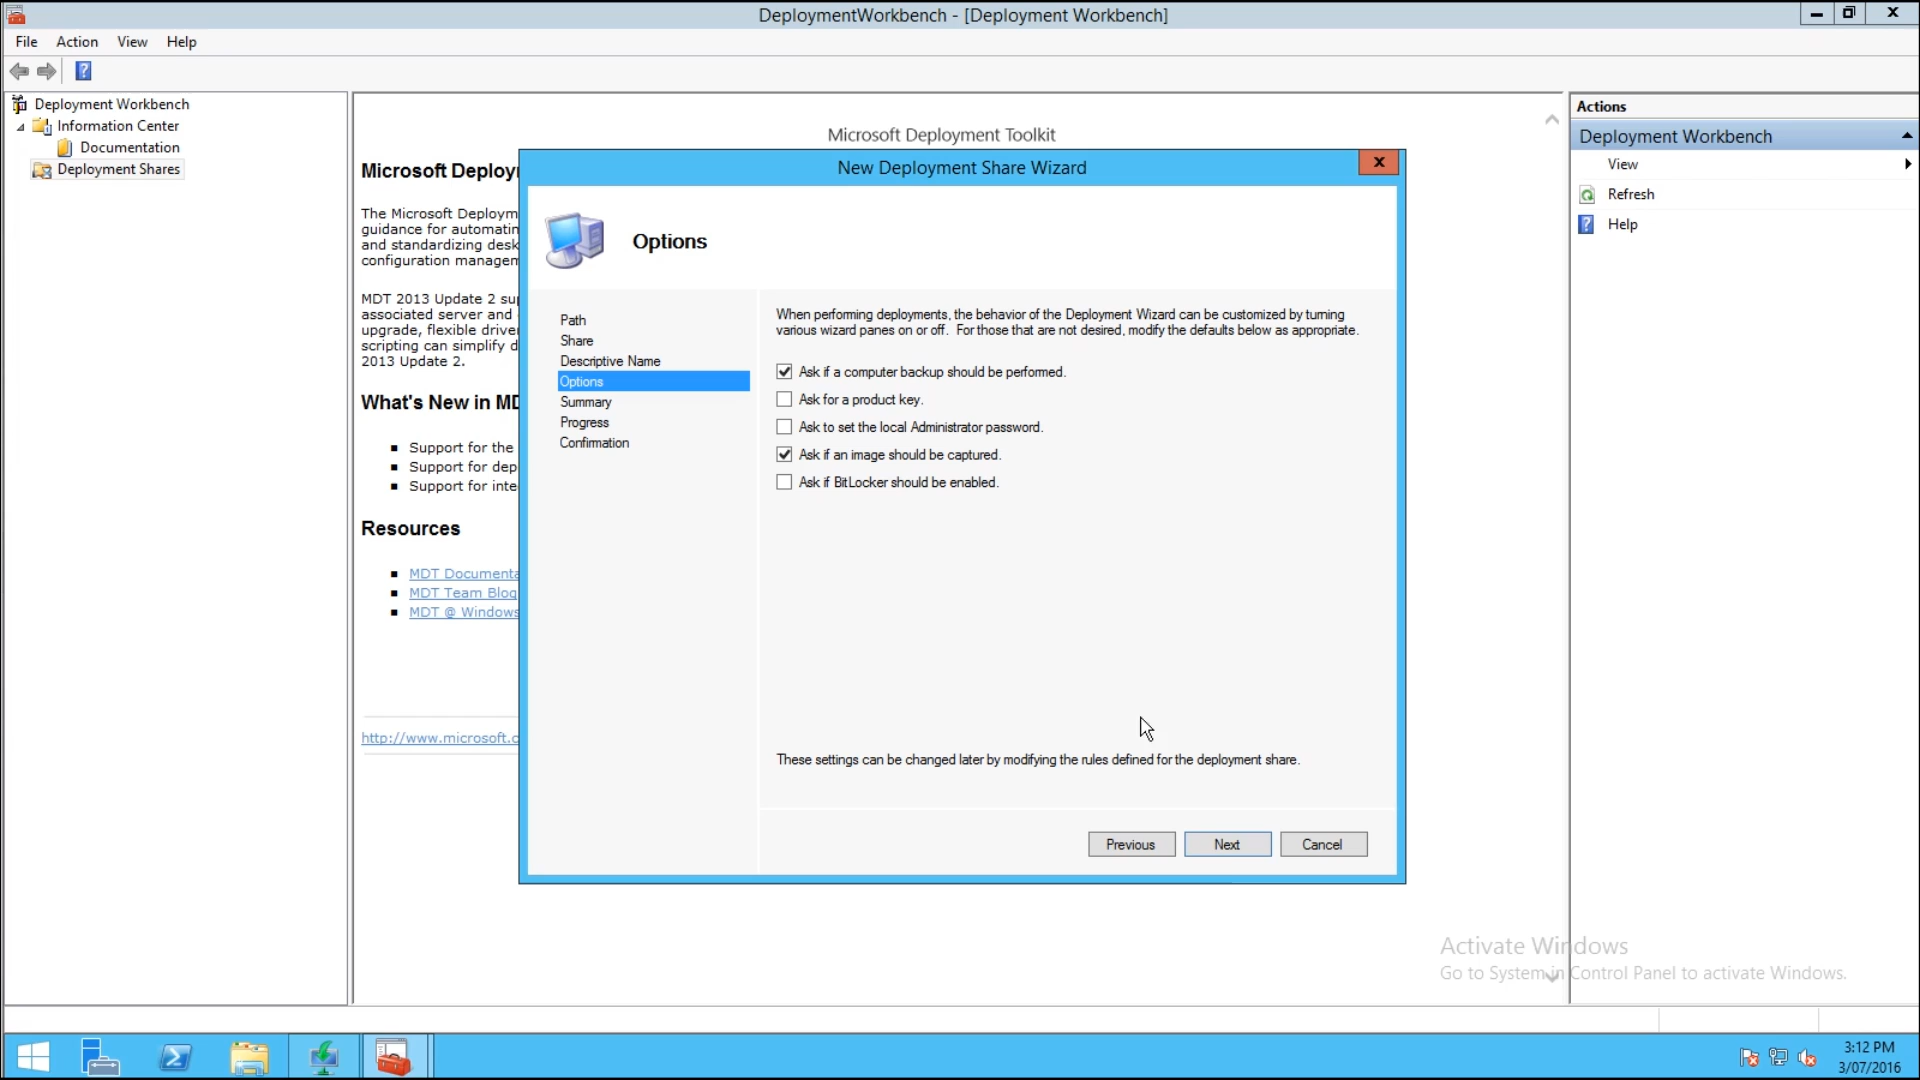 DeploymentWorkbench - [Deployment Workbench]
File Action View Help
Deployment Workbench
Information Center
Documentation
Deployment Shares
Microsoft Deployment Toolkit
Microsoft Deploy
The Microsoft Deploym
guidance for automatin
and standardizing desk
configuration managem
MDT 2013 Update 2 su
associated server and
upgrade, flexible driver
scripting can simplify d
2013 Update 2.
What's New in MD
Support for the
Support for dep
Support for inte
Resources
MDT Documenta
MDT Team Blog
MDT @ Windows
http://www.microsoft.c
New Deployment Share Wizard
Options
Path
Share
Descriptive Name
Options
Summary
Progress
Confirmation
When performing deployments, the behavior of the Deployment Wizard can be customized by turning
various wizard panes on or off. For those that are not desired, modify the defaults below as appropriate.
Ask if a computer backup should be performed.
Ask for a product key.
Ask to set the local Administrator password.
Ask if an image should be captured.
Ask if BitLocker should be enabled.
These settings can be changed later by modifying the rules defined for the deployment share.
Previous Next Cancel
Actions
Deployment Workbench
View
Refresh
Help
Activate Windows
Go to System in Control Panel to activate Windows.
3:12 PM
3/07/2016